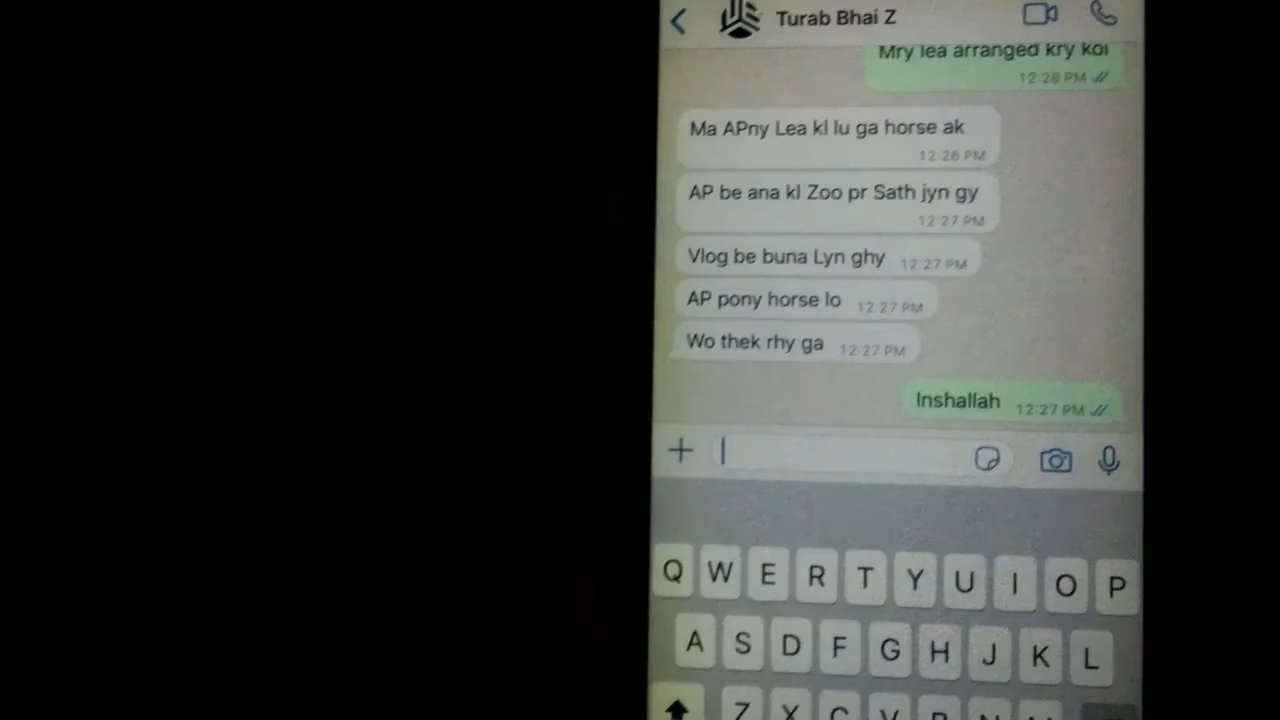 Turab Bhai Z
Mry lea arranged kry koi
12:26 PM
Ma APny Lea kl lu ga horse ak
12:26 PM
AP be ana kl Zoo pr Sath jyn gy
12:27 PM
Vlog be buna Lyn ghy 12:27 PM
AP pony horse lo 12:27 PM
Wo thek rhy ga 12:27 PM
Inshallah 12:27 PM
Q W E R T Y U I O P
A S D F G H J K L
Z X C V B N M